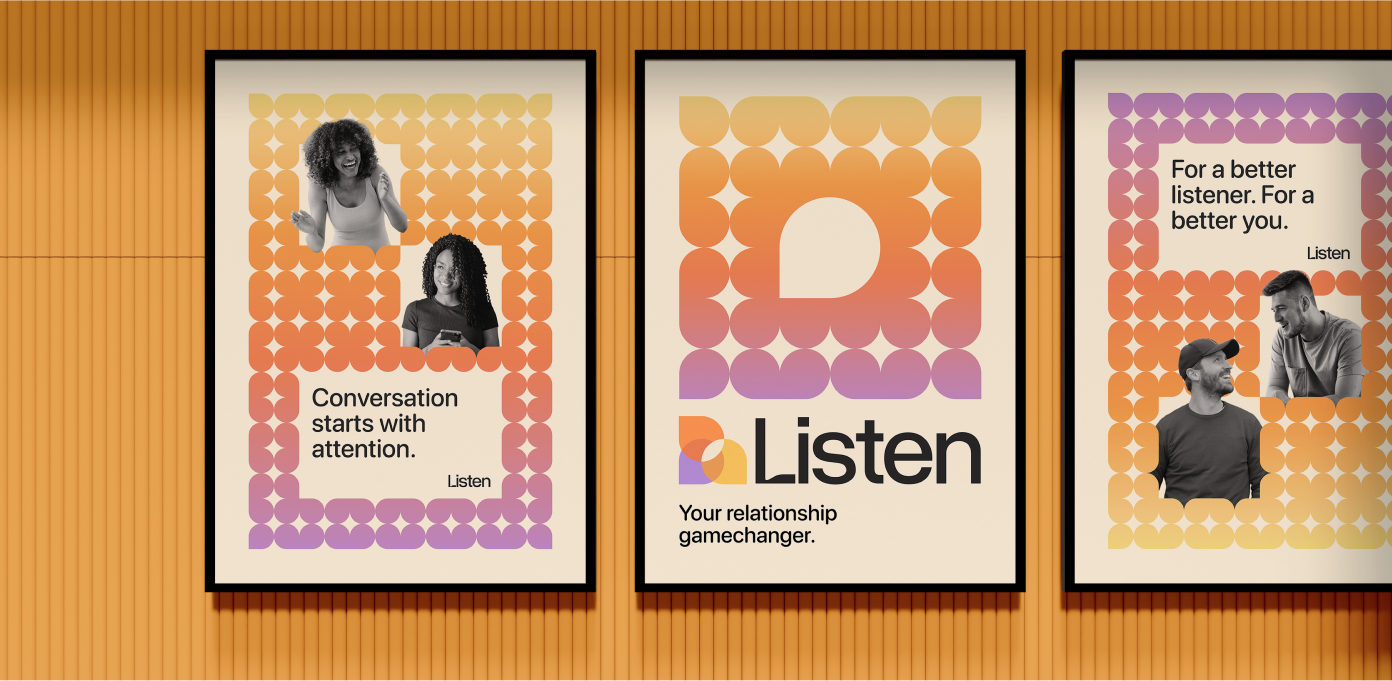 Conversation
starts with
attention.
Listen
Listen
Your relationship
gamechanger.
For a better
listener. For a
better you.
Listen